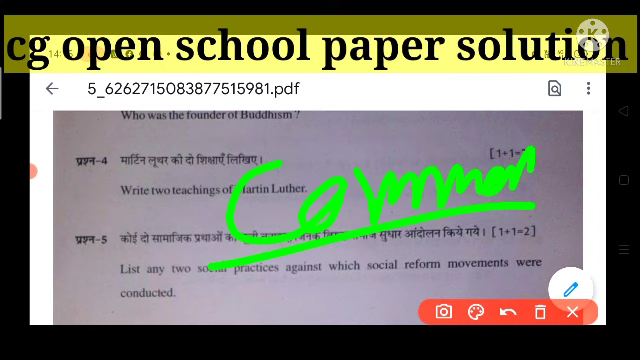 cg open school paper solution
5_6262715083877515981.pdf
Who was the founder of Buddhism ?
प्रश्न-4 मार्टिन लूथर की दो शिक्षाएँ लिखिए। [1+1=
Write two teachings of Martin Luther.
Common
प्रश्न-5 कोई दो सामाजिक प्रथाओं सुधार आंदोलन किये गये। [1+1=2]
List any two social practices against which social reform movements were
conducted.